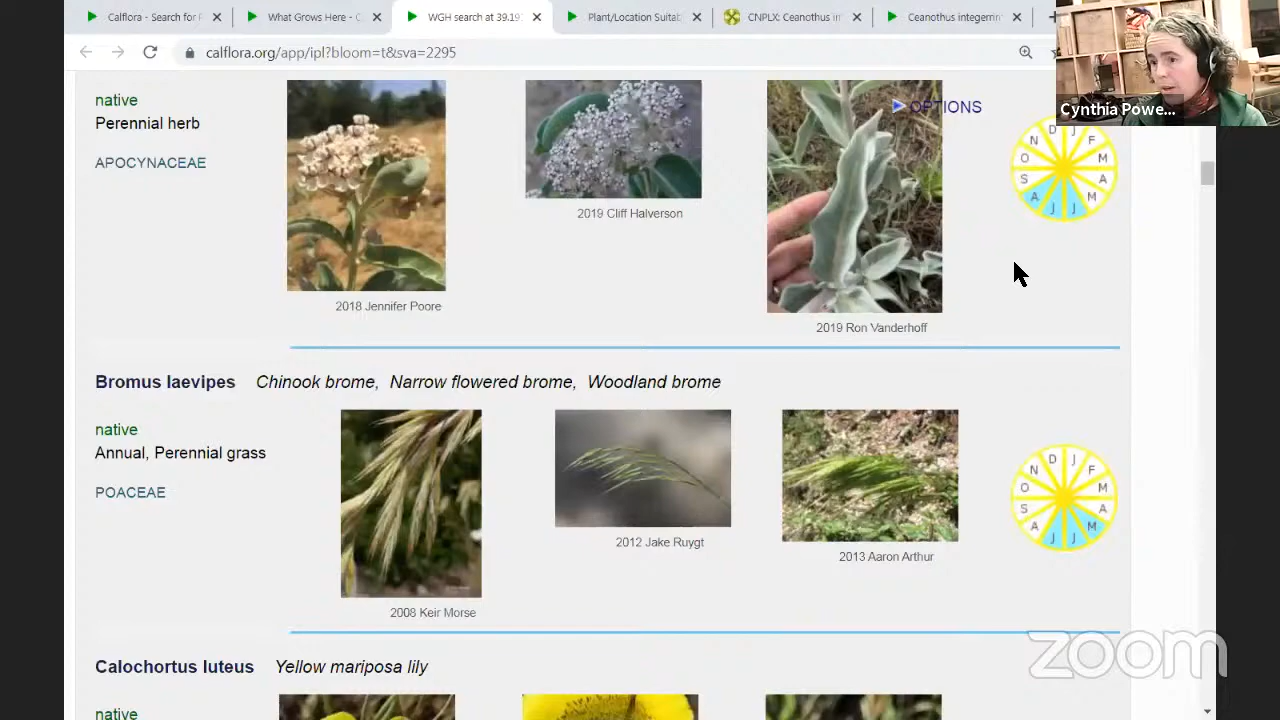 Calflora - Search for P
What Grows Here - C
WGH search at 39.19
Plant/Location Suitab
CNPLX: Ceanothus in
Ceanothus integerrim
calflora.org/app/ipl?bloom=t&sva=2295
Cynthia Powe...
OPTIONS
native
Perennial herb
APOCYNACEAE
2018 Jennifer Poore
2019 Cliff Halverson
2019 Ron Vanderhoff
D J F M A M J J A S O N
Bromus laevipes Chinook brome, Narrow flowered brome, Woodland brome
native
Annual, Perennial grass
POACEAE
2008 Keir Morse
2012 Jake Ruygt
2013 Aaron Arthur
D J F M A M J J A S O N
Calochortus luteus Yellow mariposa lily
native
zoom